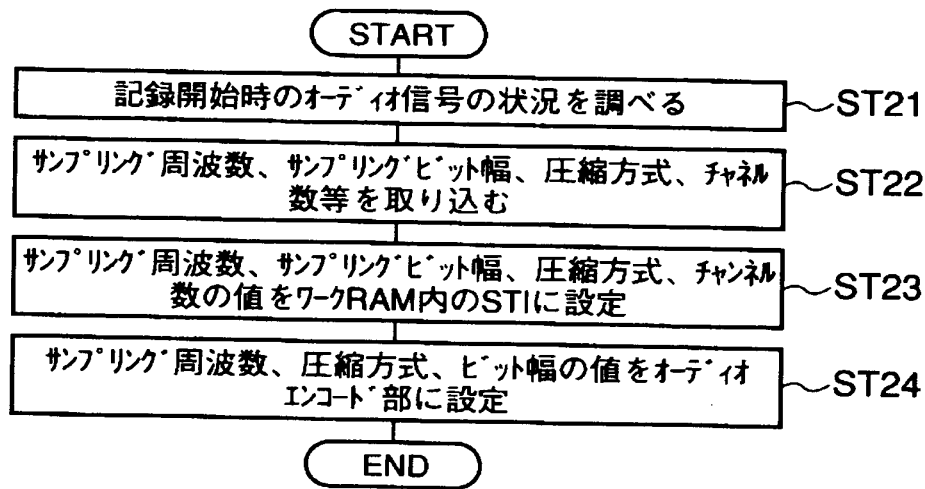 START
記録開始時のｵｰﾃﾞｨｵ信号の状況を調べる
ST21
ｻﾝﾌﾟﾘﾝｸﾞ周波数、ｻﾝﾌﾟﾘﾝｸﾞﾋﾞｯﾄ幅、圧縮方式、ﾁｬﾈﾙ
数等を取り込む
ST22
ｻﾝﾌﾟﾘﾝｸﾞ周波数、ｻﾝﾌﾟﾘﾝｸﾞﾋﾞｯﾄ幅、圧縮方式、ﾁｬﾝﾈﾙ
数の値をﾜｰｸRAM内のSTIに設定
ST23
ｻﾝﾌﾟﾘﾝｸﾞ周波数、圧縮方式、ﾋﾞｯﾄ幅の値をｵｰﾃﾞｨｵ
ｴﾝｺｰﾄﾞ部に設定
ST24
END